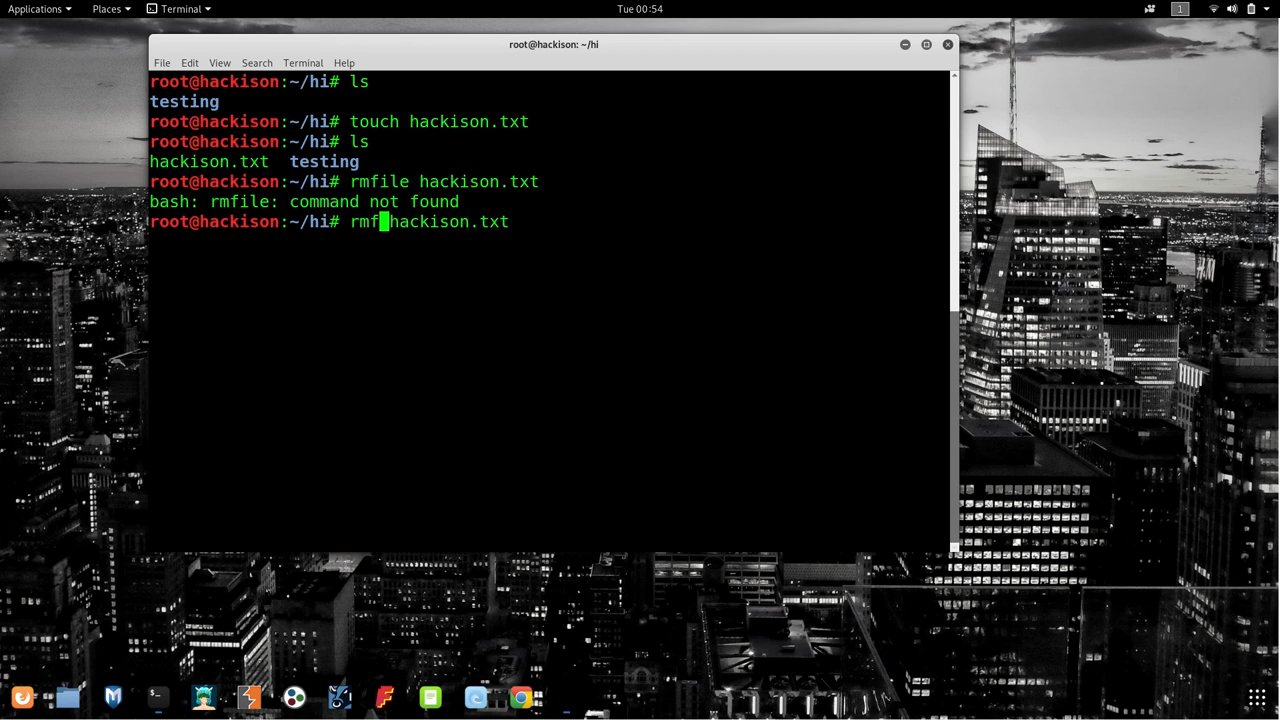 Applications Places Terminal Tue 00:54 1
root@hackison: ~/hi
File Edit View Search Terminal Help
root@hackison:~/hi# ls
testing
root@hackison:~/hi# touch hackison.txt
root@hackison:~/hi# ls
hackison.txt  testing
root@hackison:~/hi# rmfile hackison.txt
bash: rmfile: command not found
root@hackison:~/hi# rmf hackison.txt